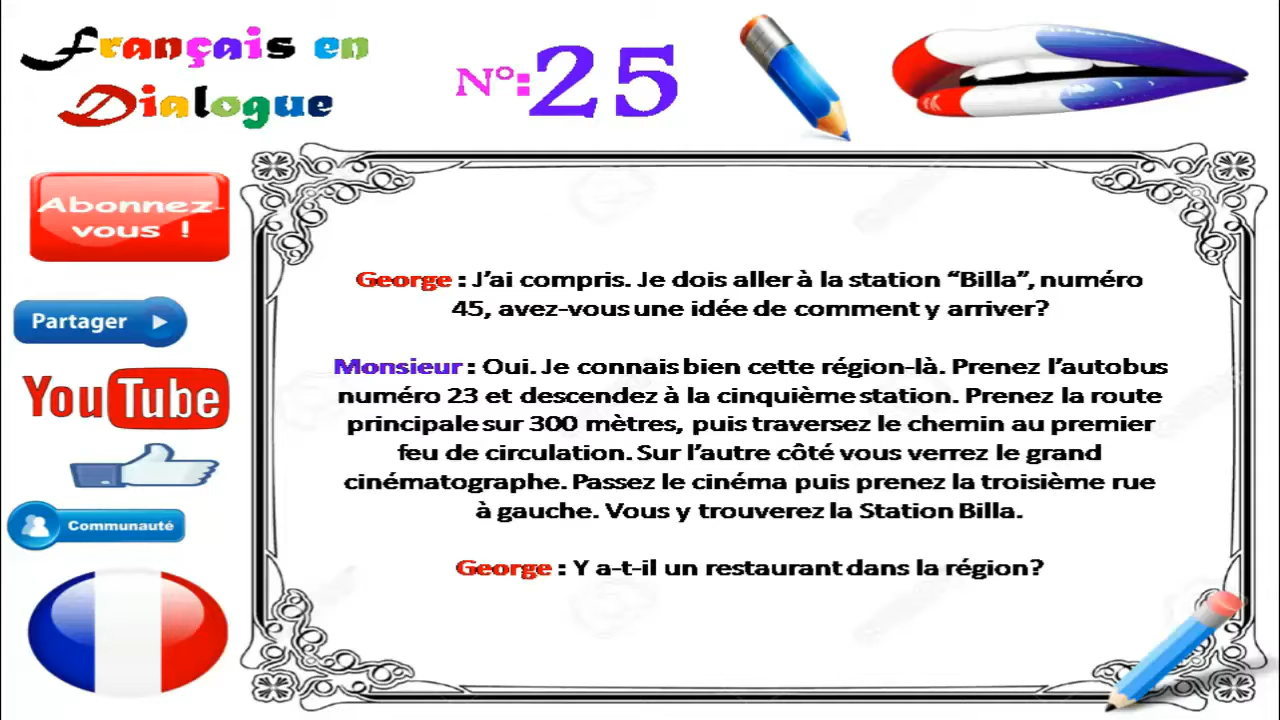 Français en
Dialogue
N°:25
Abonnez-
vous !
Partager
YouTube
Communauté
George : J’ai compris. Je dois aller à la station “Billa”, numéro
45, avez-vous une idée de comment y arriver?
Monsieur : Oui. Je connais bien cette région-là. Prenez l’autobus
numéro 23 et descendez à la cinquième station. Prenez la route
principale sur 300 mètres, puis traversez le chemin au premier
feu de circulation. Sur l’autre côté vous verrez le grand
cinématographe. Passez le cinéma puis prenez la troisième rue
à gauche. Vous y trouverez la Station Billa.
George : Y a-t-il un restaurant dans la région?